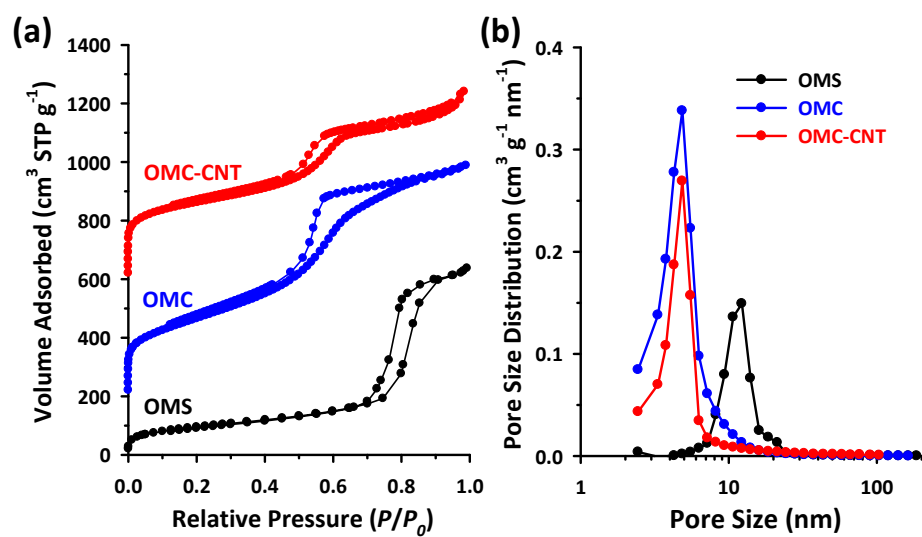 (a)
Volume Adsorbed (cm³ STP g⁻¹)
1400
1200
1000
800
600
400
200
0
OMC-CNT
OMC
OMS
0.0 0.2 0.4 0.6 0.8 1.0
Relative Pressure (P/P₀)
(b)
Pore Size Distribution (cm³ g⁻¹ nm⁻¹)
0.4
0.3
0.2
0.1
0.0
OMS
OMC
OMC-CNT
1 10 100
Pore Size (nm)